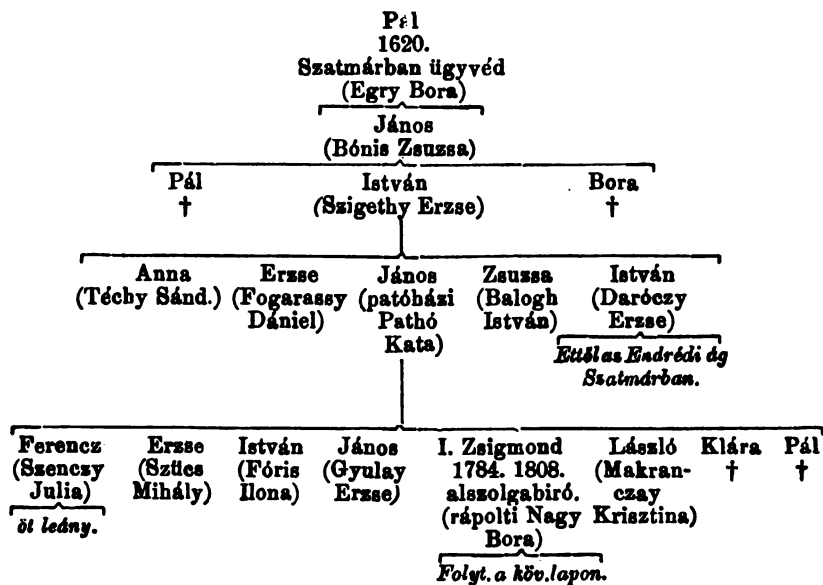 Pál
1620.
Szatmárban ügyvéd
(Egry Bora)
János
(Bónis Zsuzsa)
Pál István Bora
† (Szigethy Erzse) †
Anna Erzse János Zsuzsa István
(Téchy Sánd.) (Fogarassy (patóházi (Balogh (Daróczy
Dániel) Pathó István) Erzse)
Kata) Ettől az Endrédi ág
Szatmárban.
Ferencz Erzse István János I. Zsigmond László Klára Pál
(Szenczy (Szücs (Fóris (Gyulay 1784. 1808. (Makran- † †
Julia) Mihály) Ilona) Erzse) alszolgabiró. czay
öt leány. (rápolti Nagy Krisztina)
Bora)
Folyt. a köv. lapon.